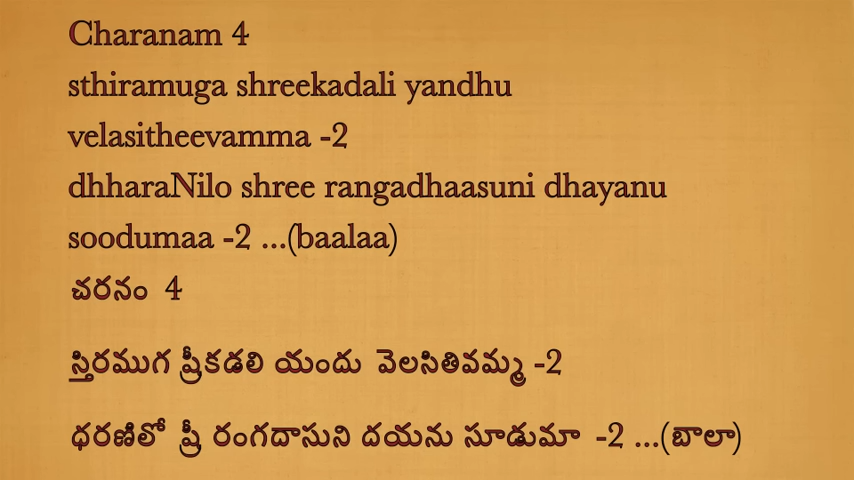 Charanam 4
sthiramuga shreekadali yandhu
velasitheevamma -2
dhharaNilo shree rangadhaasuni dhayanu
soodumaa -2 ...(baalaa)
చరనం 4
స్తిరముగ ష్రీకడలి యందు వెలసితివమ్మ -2
ధరణిలో ష్రీ రంగదాసుని దయను సూడుమా -2 ...(బాలా)